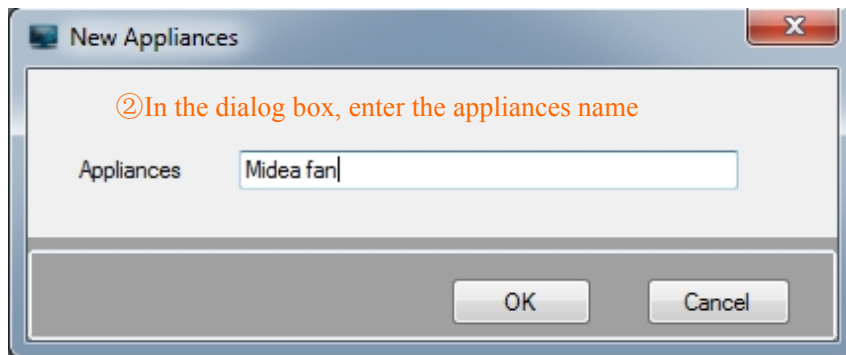 New Appliances
②In the dialog box, enter the appliances name
Appliances Midea fan
OK Cancel